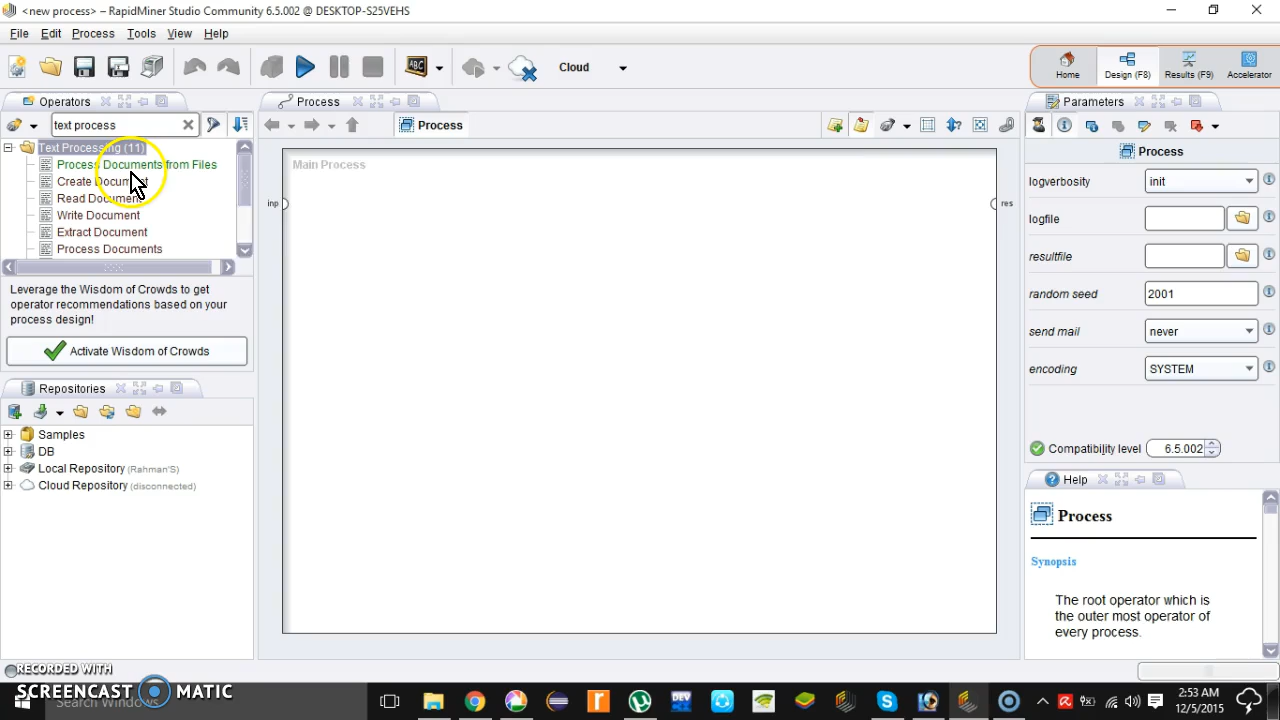 <new process> – RapidMiner Studio Community 6.5.002 @ DESKTOP-S25VEHS
File Edit Process Tools View Help
Cloud
Home
Design (F8)
Results (F9)
Accelerator
Operators
text process
Text Processing (11)
Process Documents from Files
Create Document
Read Document
Write Document
Extract Document
Process Documents
Leverage the Wisdom of Crowds to get
operator recommendations based on your
process design!
Activate Wisdom of Crowds
Repositories
Samples
DB
Local Repository (Rahman'S)
Cloud Repository (disconnected)
Process
Process
Main Process
inp
res
Parameters
Process
logverbosity init
logfile
resultfile
random seed 2001
send mail never
encoding SYSTEM
Compatibility level 6.5.002
Help
Process
Synopsis
The root operator which is
the outer most operator of
every process.
RECORDED WITH
SCREENCAST MATIC
Search Windows
DEV
2:53 AM
12/5/2015